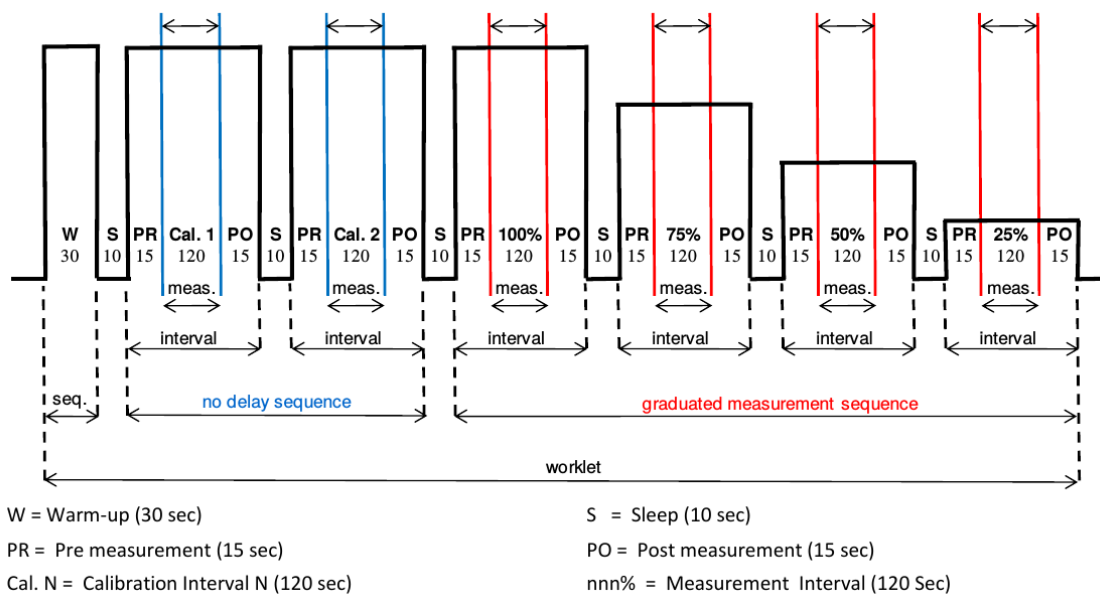 W S PR Cal. 1 PO S PR Cal. 2 PO S PR 100% PO S PR 75% PO S PR 50% PO S PR 25% PO
30 10 15 120 15 10 15 120 15 10 15 120 15 10 15 120 15 10 15 120 15 10 15 120 15
meas. meas. meas. meas. meas. meas.
interval interval interval interval interval interval
seq. no delay sequence graduated measurement sequence
worklet
W = Warm-up (30 sec) S = Sleep (10 sec)
PR = Pre measurement (15 sec) PO = Post measurement (15 sec)
Cal. N = Calibration Interval N (120 sec) nnn% = Measurement Interval (120 Sec)